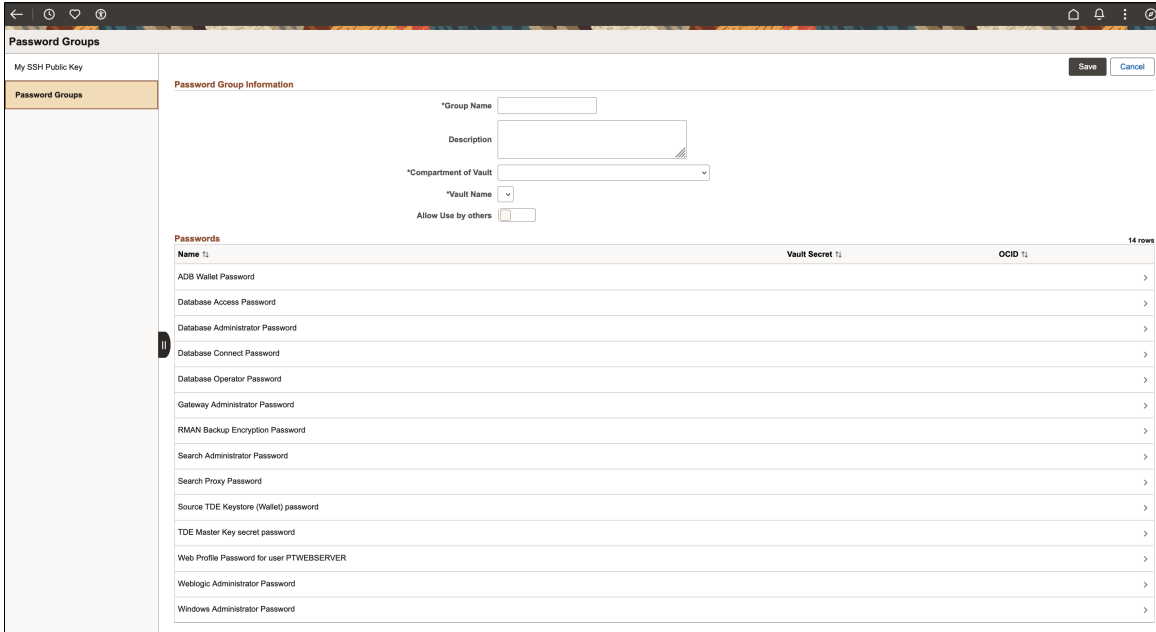 Password Groups
My SSH Public Key
Save Cancel
Password Groups
Password Group Information
*Group Name
Description
*Compartment of Vault
*Vault Name
Allow Use by others
Passwords
14 rows
Name Vault Secret OCID
ADB Wallet Password
Database Access Password
Database Administrator Password
Database Connect Password
Database Operator Password
Gateway Administrator Password
RMAN Backup Encryption Password
Search Administrator Password
Search Proxy Password
Source TDE Keystore (Wallet) password
TDE Master Key secret password
Web Profile Password for user PTWEBSERVER
Weblogic Administrator Password
Windows Administrator Password